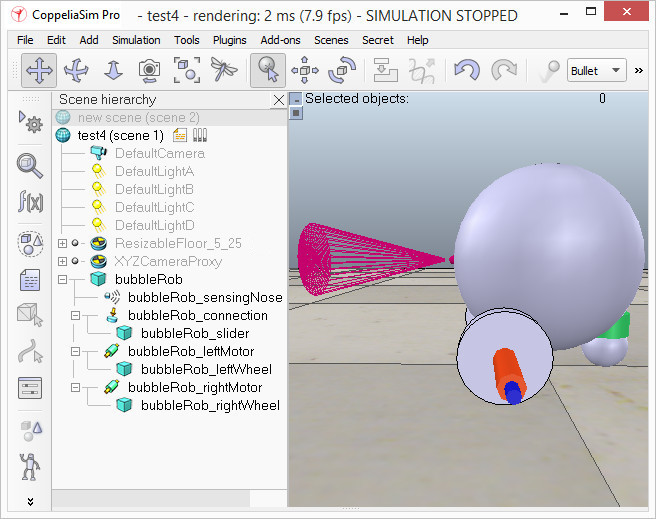 CoppeliaSim Pro - test4 - rendering: 2 ms (7.9 fps) - SIMULATION STOPPED
File Edit Add Simulation Tools Plugins Add-ons Scenes Secret Help
Bullet »
Scene hierarchy
Selected objects: 0
new scene (scene 2)
test4 (scene 1)
DefaultCamera
DefaultLightA
DefaultLightB
DefaultLightC
DefaultLightD
ResizableFloor_5_25
XYZCameraProxy
f(x)
bubbleRob
bubbleRob_sensingNose
bubbleRob_connection
bubbleRob_slider
bubbleRob_leftMotor
bubbleRob_leftWheel
bubbleRob_rightMotor
bubbleRob_rightWheel